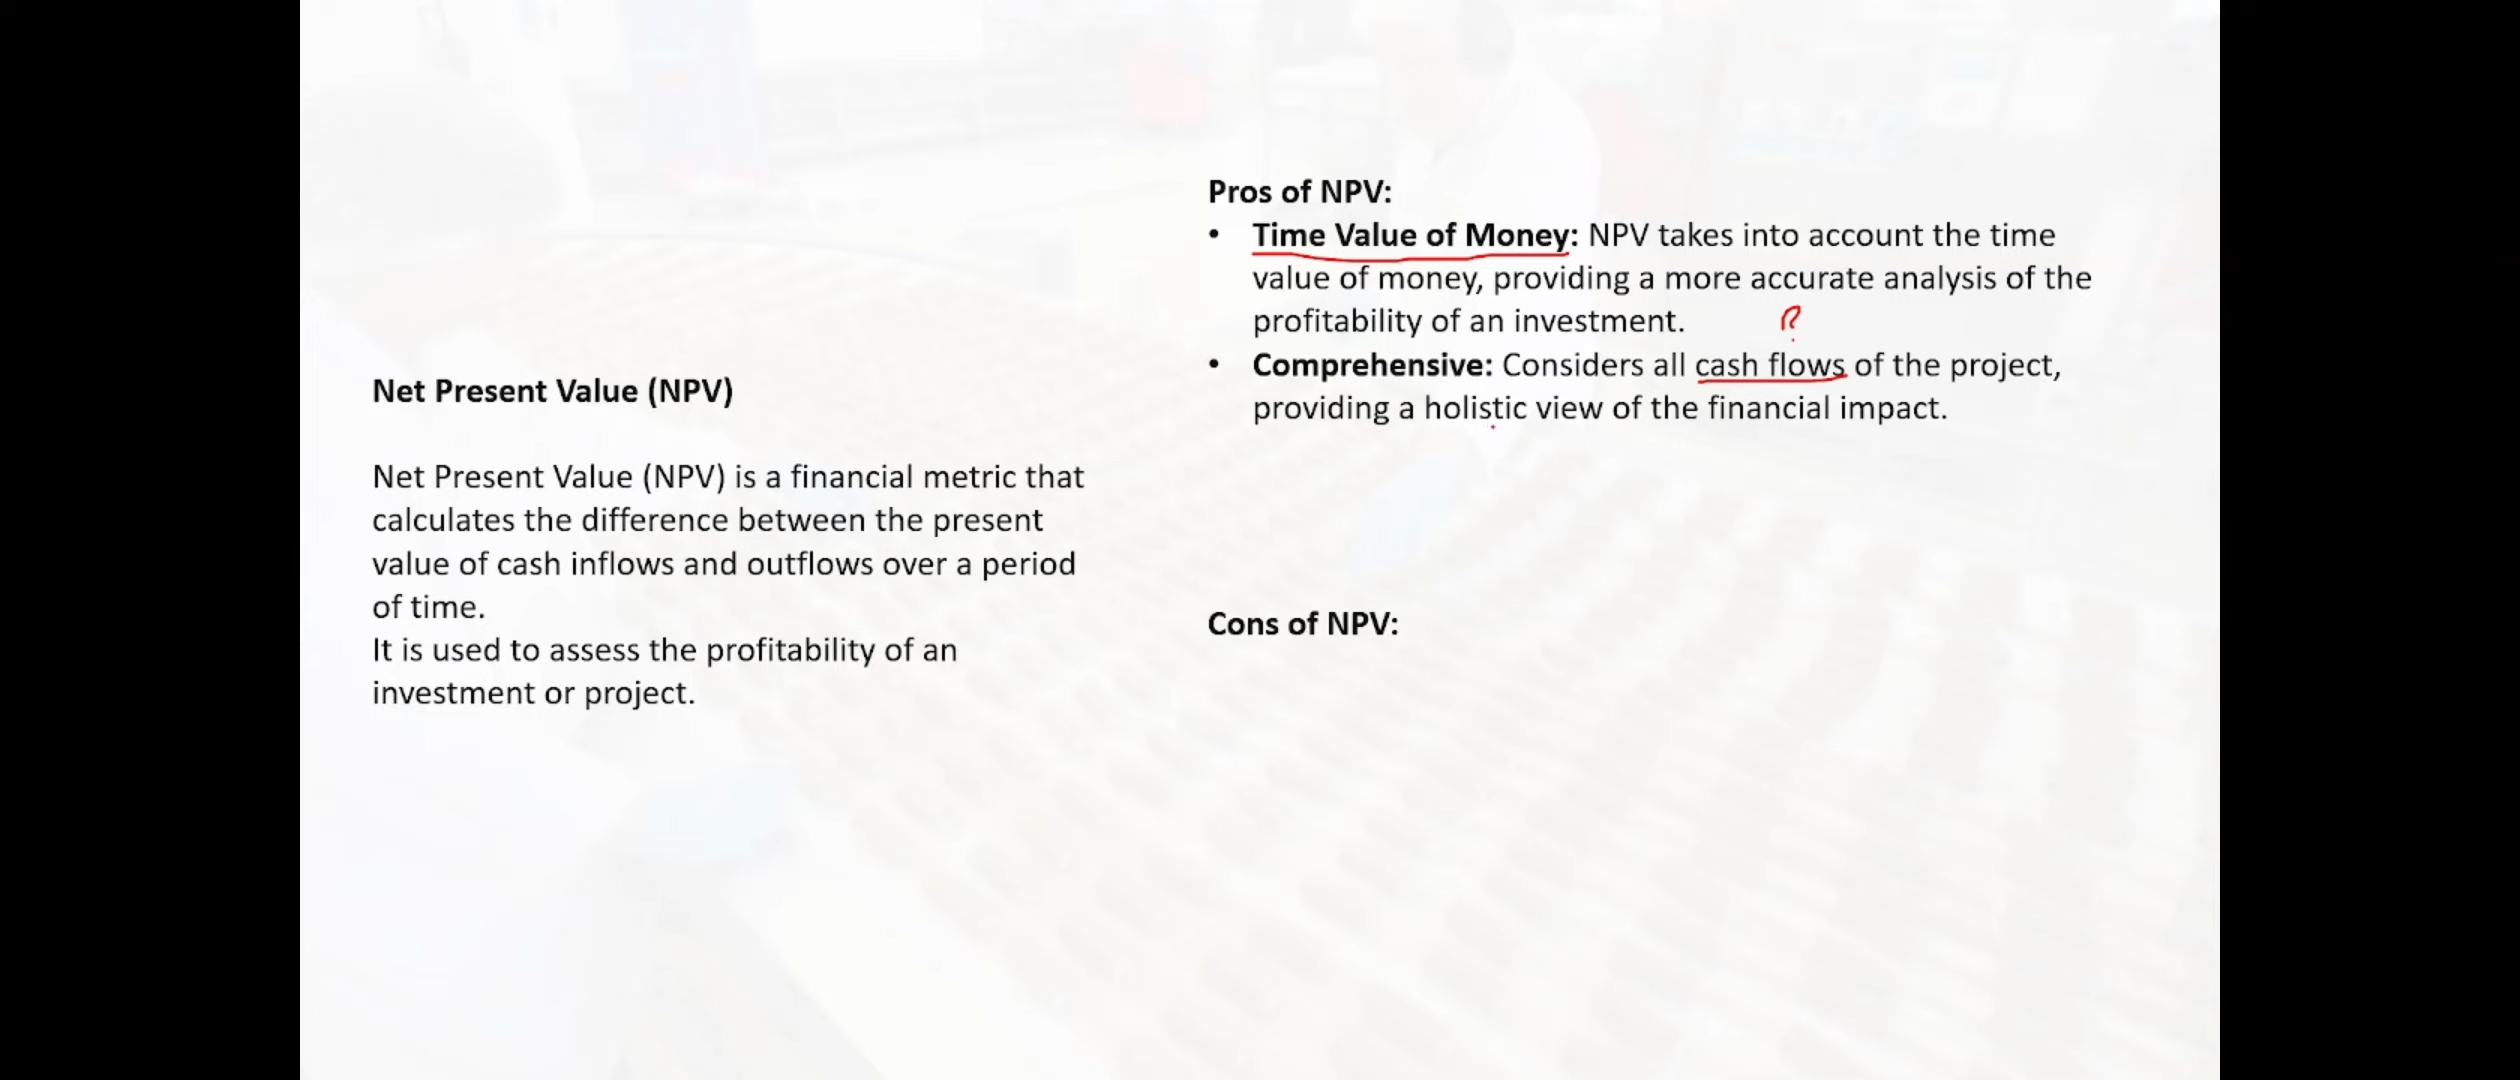 Net Present Value (NPV)
Net Present Value (NPV) is a financial metric that
calculates the difference between the present
value of cash inflows and outflows over a period
of time.
It is used to assess the profitability of an
investment or project.
Pros of NPV:
• Time Value of Money: NPV takes into account the time
value of money, providing a more accurate analysis of the
profitability of an investment.
?
• Comprehensive: Considers all cash flows of the project,
providing a holistic view of the financial impact.
Cons of NPV: